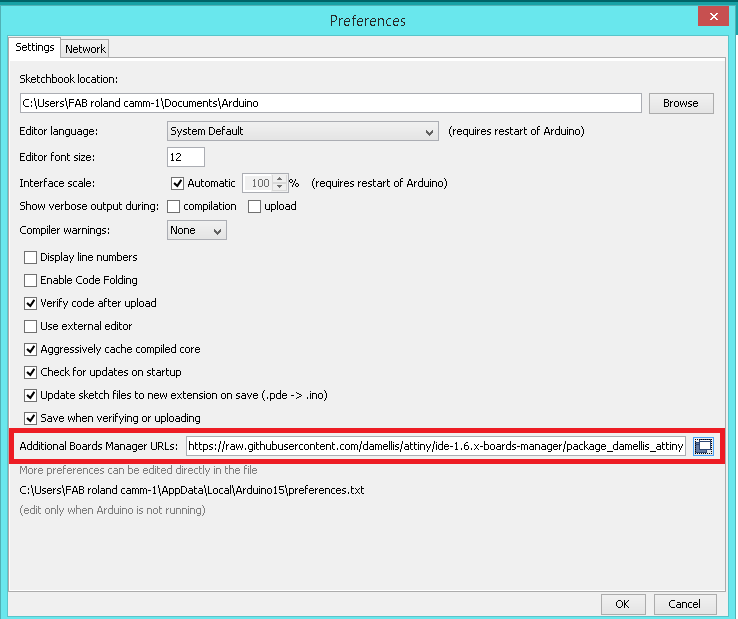 Preferences
Settings Network
Sketchbook location:
C:\Users\FAB roland camm-1\Documents\Arduino Browse
Editor language: System Default (requires restart of Arduino)
Editor font size: 12
Interface scale: Automatic 100 % (requires restart of Arduino)
Show verbose output during: compilation upload
Compiler warnings: None
Display line numbers
Enable Code Folding
Verify code after upload
Use external editor
Aggressively cache compiled core
Check for updates on startup
Update sketch files to new extension on save (.pde -> .ino)
Save when verifying or uploading
Additional Boards Manager URLs: https://raw.githubusercontent.com/damellis/attiny/ide-1.6.x-boards-manager/package_damellis_attiny
More preferences can be edited directly in the file
C:\Users\FAB roland camm-1\AppData\Local\Arduino15\preferences.txt
(edit only when Arduino is not running)
OK Cancel